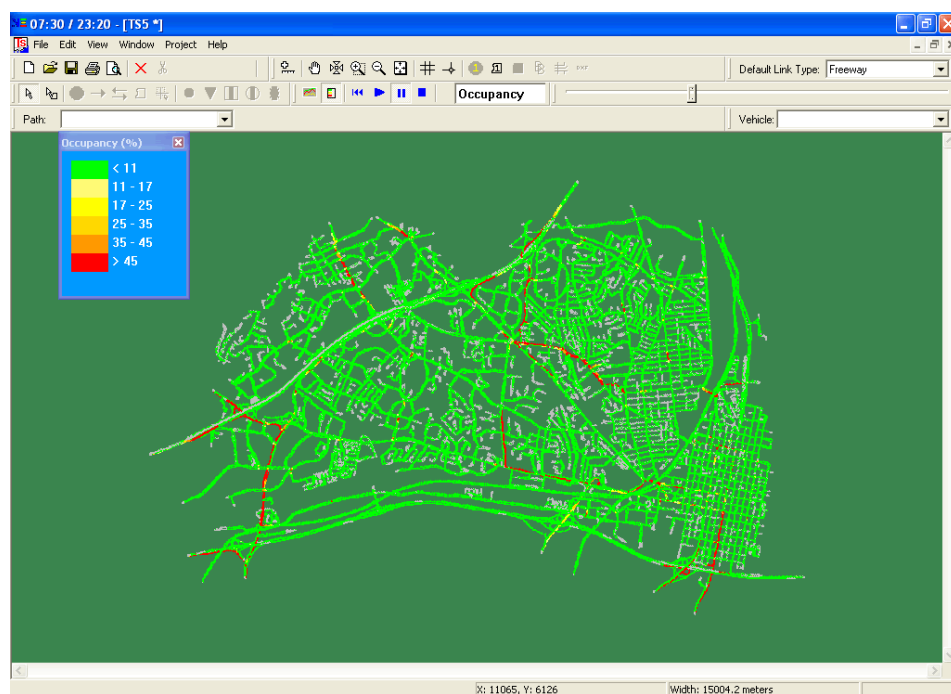 07:30 / 23:20 - [TS5 *]
File Edit View Window Project Help
Default Link Type: Freeway
Occupancy
Path: Vehicle:
Occupancy (%)
< 11
11 - 17
17 - 25
25 - 35
35 - 45
> 45
X: 11065, Y: 6126 Width: 15004.2 meters